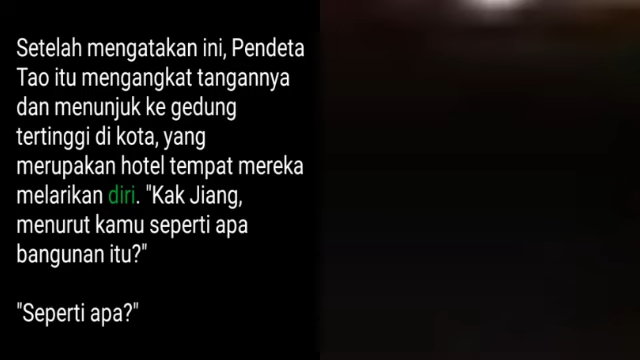 Setelah mengatakan ini, Pendeta
Tao itu mengangkat tangannya
dan menunjuk ke gedung
tertinggi di kota, yang
merupakan hotel tempat mereka
melarikan diri. "Kak Jiang,
menurut kamu seperti apa
bangunan itu?"
"Seperti apa?"